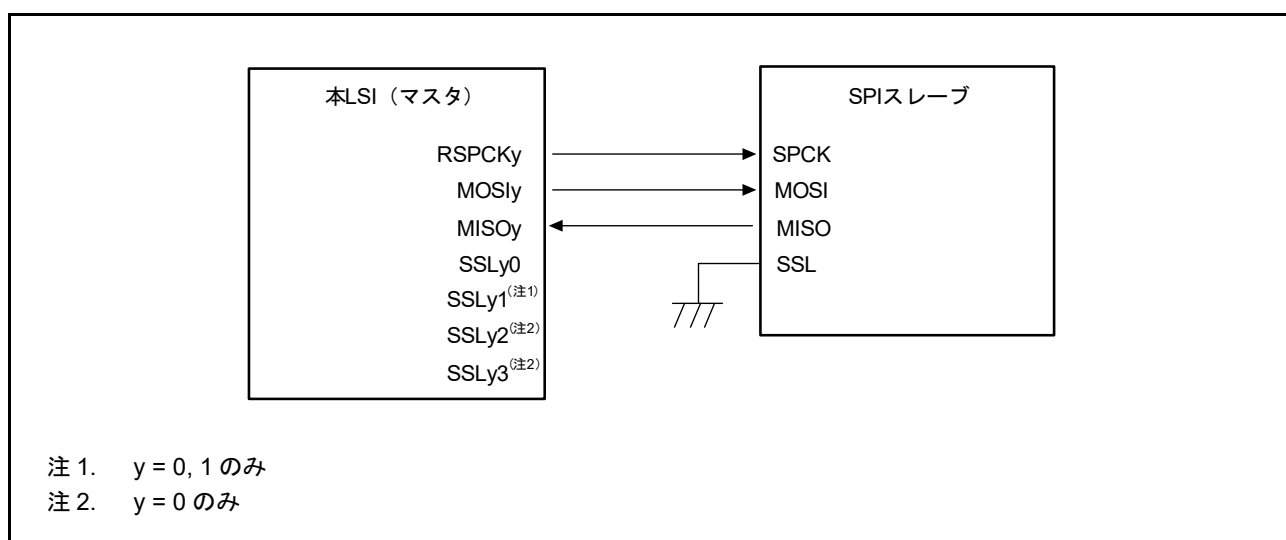 本LSI（マスタ）
RSPCKy
MOSIy
MISOy
SSLy0
SSLy1(注1)
SSLy2(注2)
SSLy3(注2)
SPIスレーブ
SPCK
MOSI
MISO
SSL
注 1. y = 0, 1 のみ
注 2. y = 0 のみ